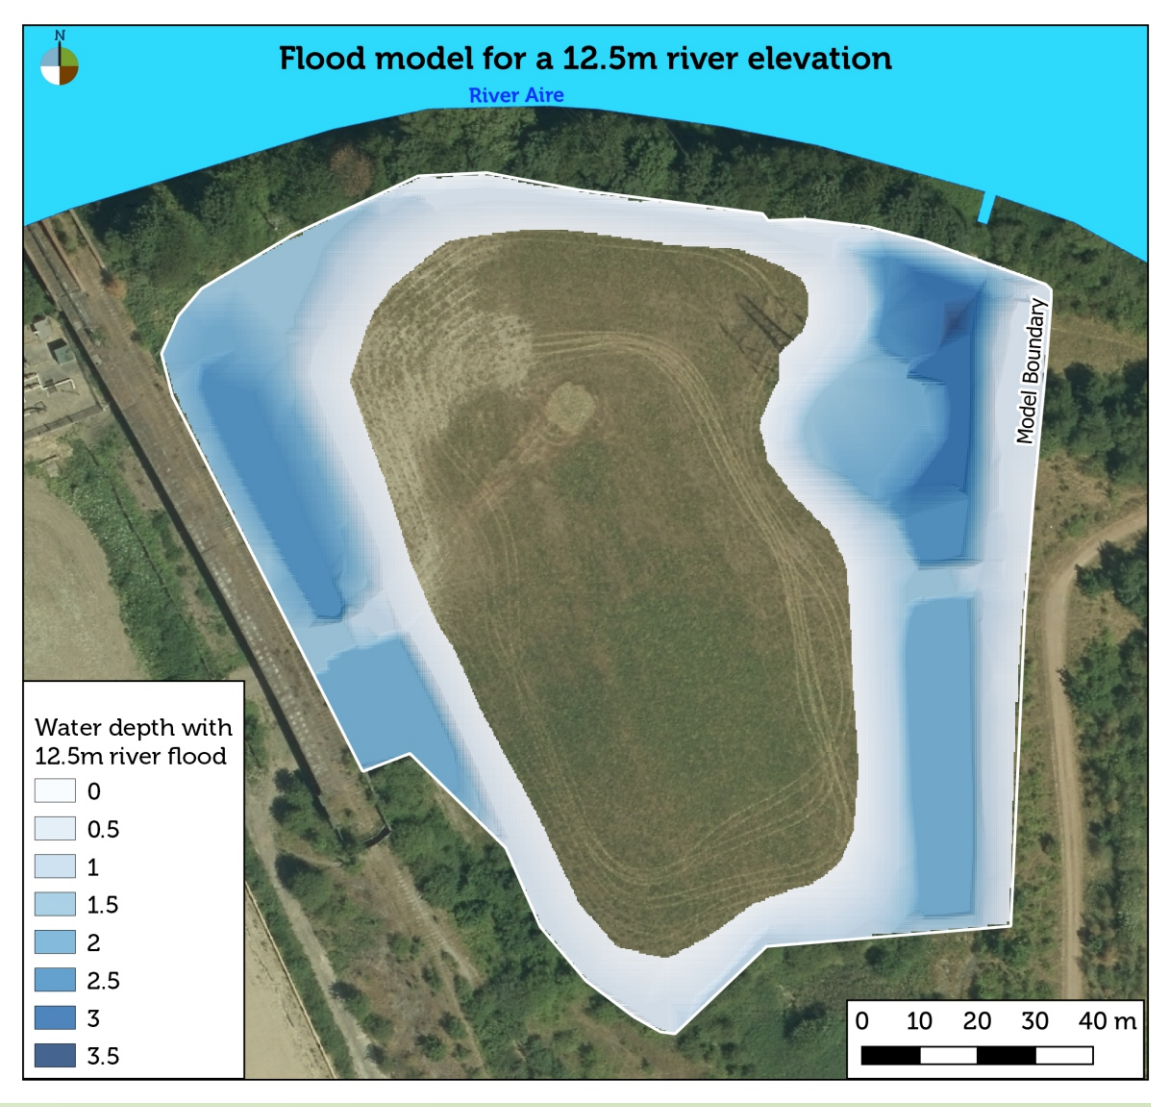 N
Flood model for a 12.5m river elevation
River Aire
Model Boundary
Water depth with
12.5m river flood
0
0.5
1
1.5
2
2.5
3
3.5
0 10 20 30 40 m